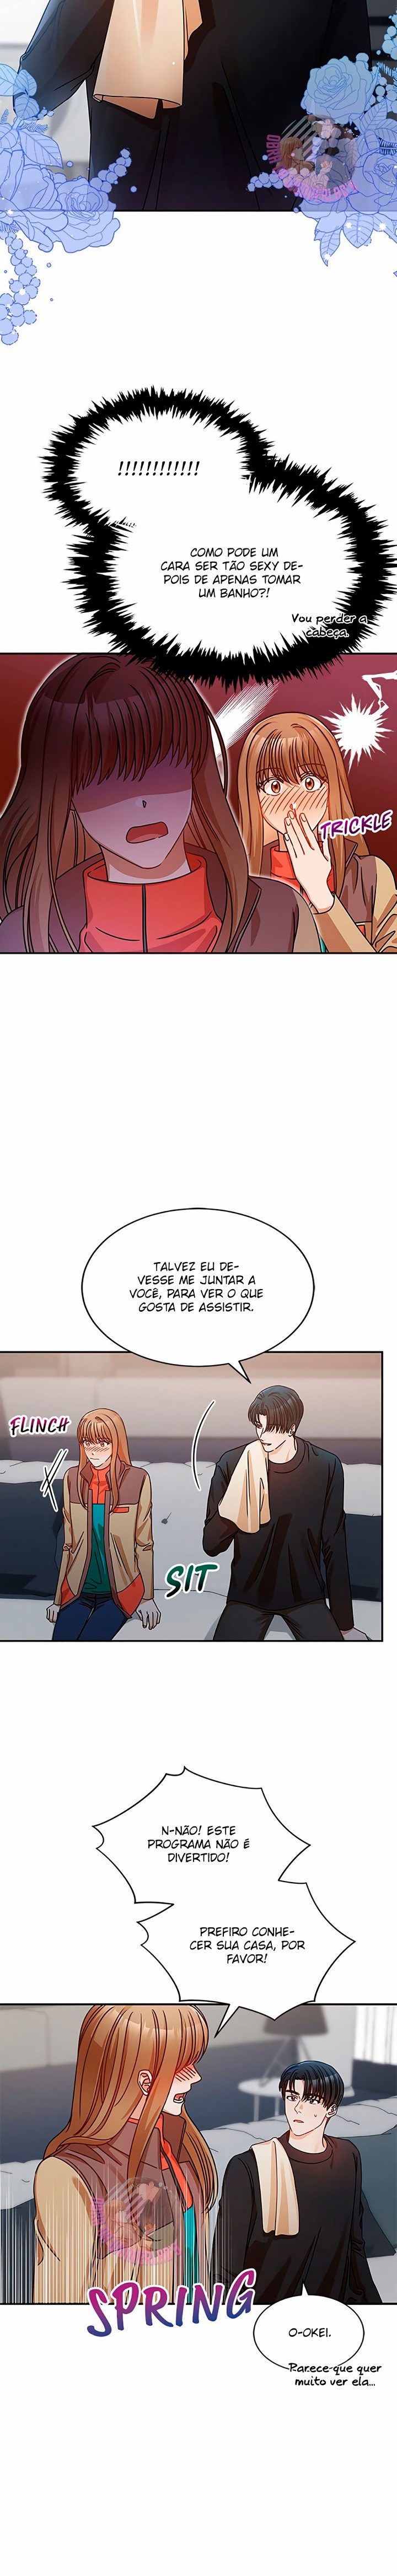 !!!!!!!!!!!!
COMO PODE UM
CARA SER TÃO SEXY DE-
POIS DE APENAS TOMAR
UM BANHO?!
Vou perder a
cabeça.
TRICKLE
TALVEZ EU DE-
VESSE ME JUNTAR A
VOCÊ, PARA VER O QUE
GOSTA DE ASSISTIR.
FLINCH
SIT
N-NÃO! ESTE
PROGRAMA NÃO É
DIVERTIDO!
PREFIRO CONHE-
CER SUA CASA, POR
FAVOR!
SPRING
O-OKEI.
Parece que quer
muito ver ela...